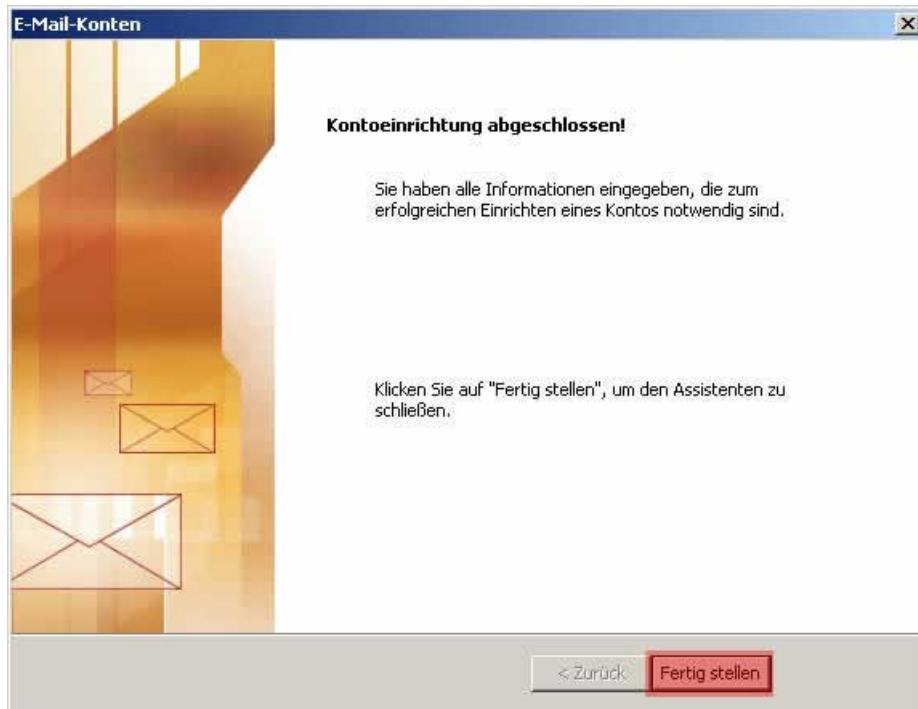 E-Mail-Konten
Kontoeinrichtung abgeschlossen!
Sie haben alle Informationen eingegeben, die zum
erfolgreichen Einrichten eines Kontos notwendig sind.
Klicken Sie auf "Fertig stellen", um den Assistenten zu
schließen.
< Zurück
Fertig stellen